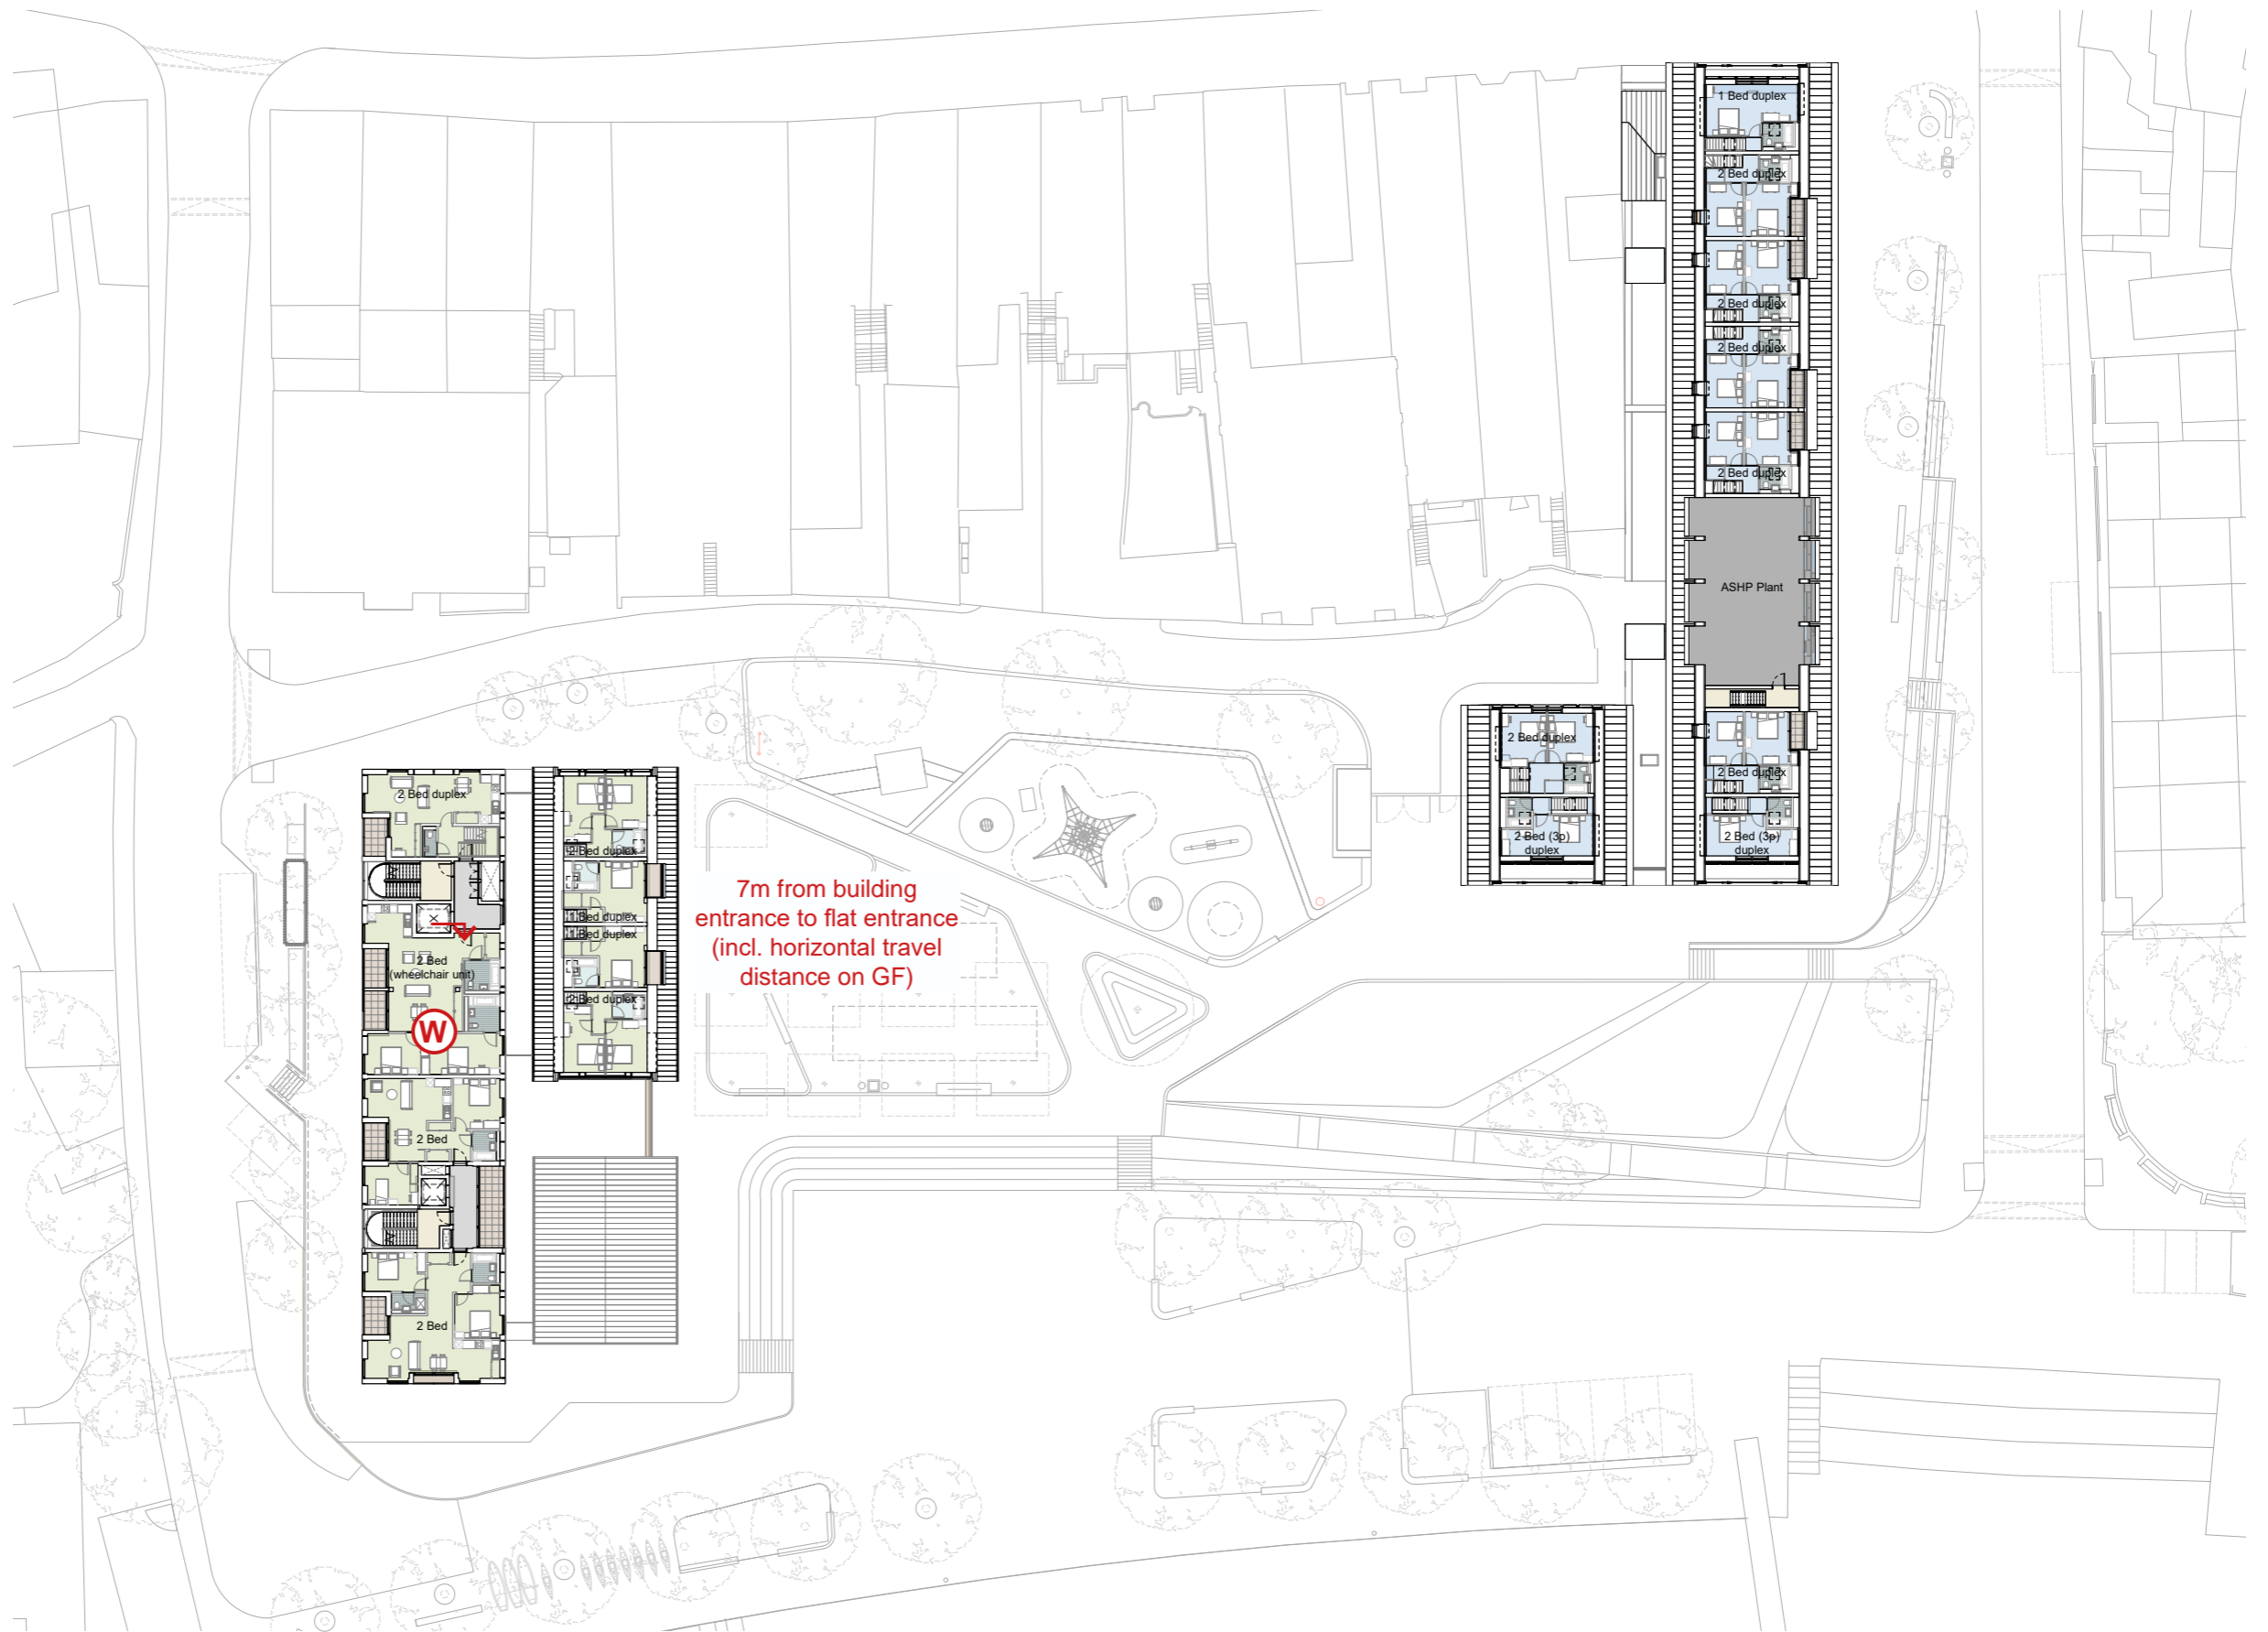 1 Bed duplex
2 Bed duplex
2 Bed duplex
2 Bed duplex
2 Bed duplex
ASHP Plant
2 Bed duplex
2 Bed duplex
2 Bed (3p)
duplex
2 Bed (3p)
duplex
2 Bed duplex
2 Bed duplex
1 Bed duplex
1 Bed duplex
2 Bed duplex
7m from building
entrance to flat entrance
(incl. horizontal travel
distance on GF)
2 Bed
(wheelchair unit)
W
2 Bed
2 Bed